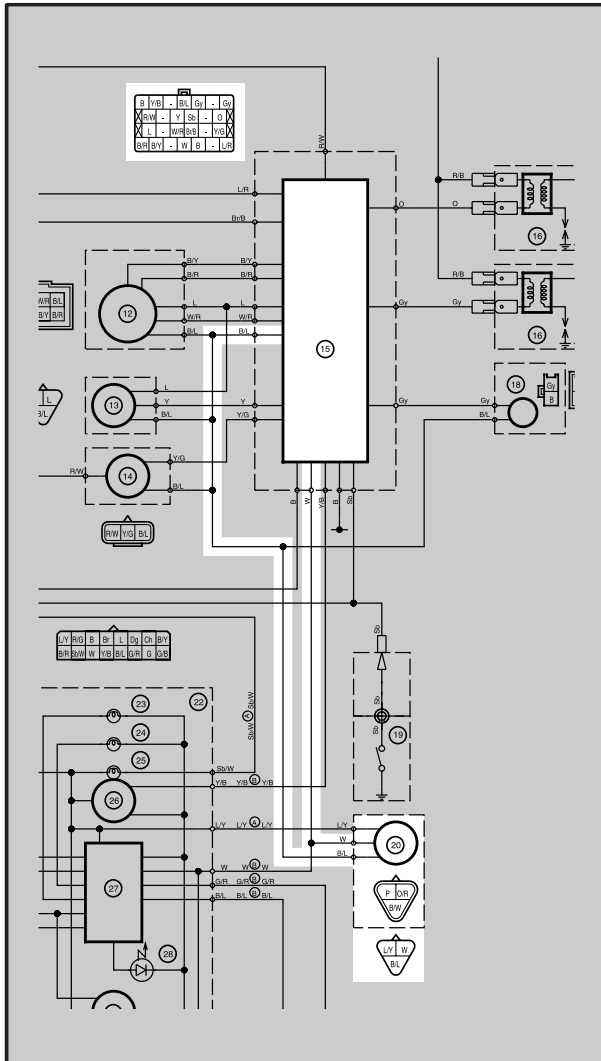 B Y/B - B/L Gy - Gy
R/W - Y Sb - O
L - W/R Br/B - Y/G
B/R B/Y - W B - L/R
R/W
L/R
Br/B
B/Y B/Y
B/R B/R
L L
W/R W/R
B/L B/L
12
W/R B/L
B/Y B/R
15
R/B
O O
16
R/B
Gy Gy
16
18
Gy
B
Gy Gy
B/L
L
Y Y
B/L Y/G
13
L
B/L
Y/G
R/W
14
B/L
R/W Y/G B/L
B W Y/B B Sb
L/Y R/G B Br L Dg Ch B/Y
B/R Sb/W W Y/B B/L G/R G G/B
Sb
Sb
Sb
19
22
Sb/W A Sb/W
23
24
25
Sb/W
26
Y/B Y/B B Y/B
L/Y L/Y A L/Y L/Y
W
B/L
20
P O/R
B/W
W W B W
G/R G/R B G/R
B/L B/L B B/L
27
28
L/Y W
B/L